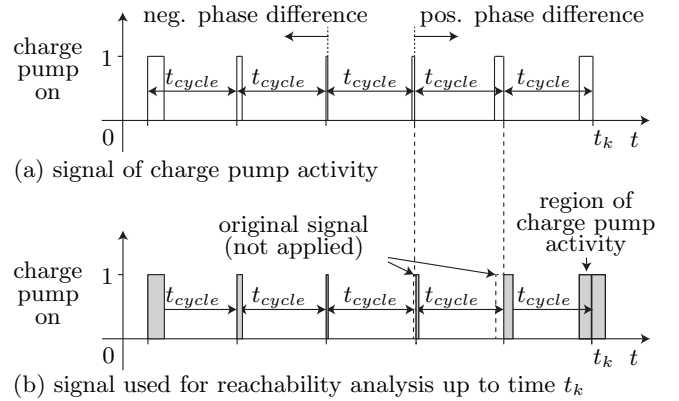 neg. phase difference pos. phase difference
charge
pump
on
1
t_cycle t_cycle t_cycle t_cycle t_cycle
0
t_k t
(a) signal of charge pump activity
original signal
(not applied)
region of
charge pump
activity
charge
pump
on
1
t_cycle t_cycle t_cycle t_cycle t_cycle
0
t_k t
(b) signal used for reachability analysis up to time t_k